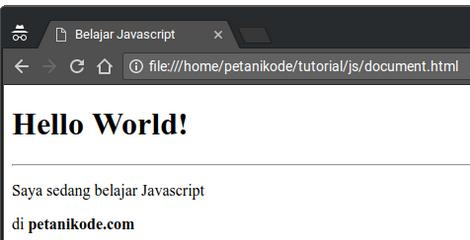 Belajar Javascript
file:///home/petanikode/tutorial/js/document.html
Hello World!
Saya sedang belajar Javascript
di petanikode.com